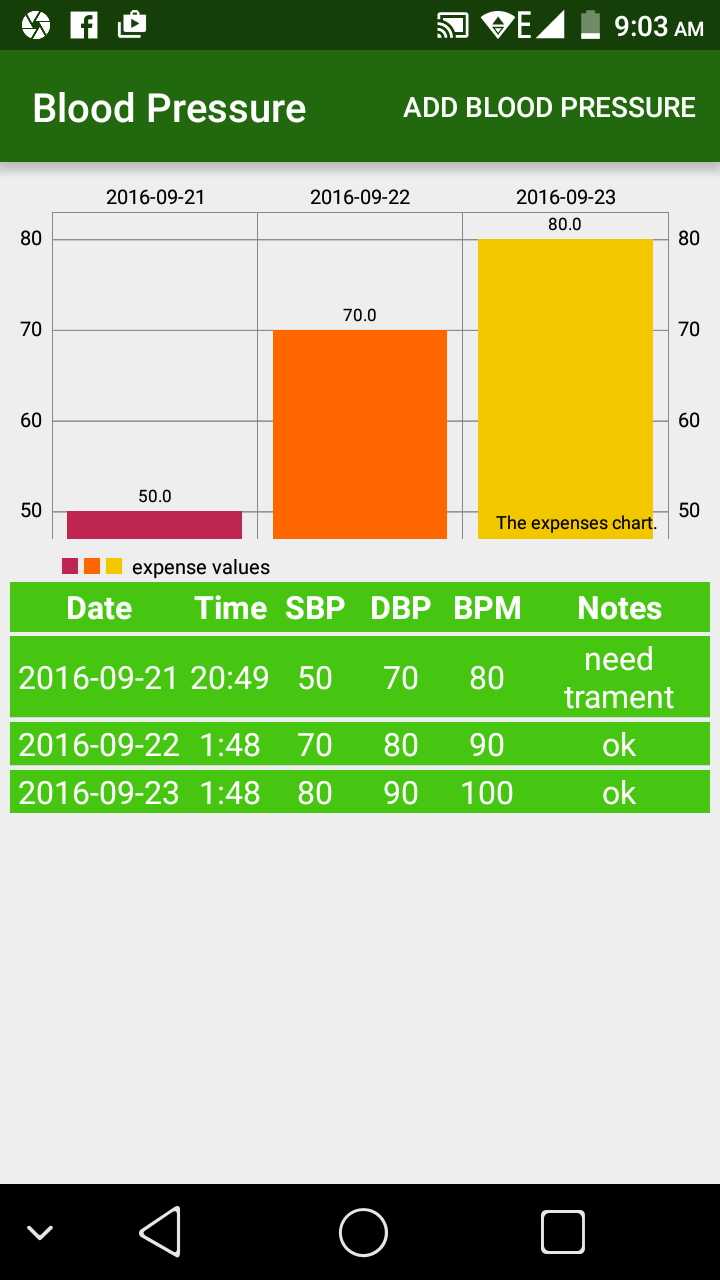 E 9:03 AM
Blood Pressure ADD BLOOD PRESSURE
2016-09-21 2016-09-22 2016-09-23
80 80.0 80
70 70.0 70
60 60
50 50.0 The expenses chart. 50
expense values
Date Time SBP DBP BPM Notes
2016-09-21 20:49 50 70 80 need
trament
2016-09-22 1:48 70 80 90 ok
2016-09-23 1:48 80 90 100 ok